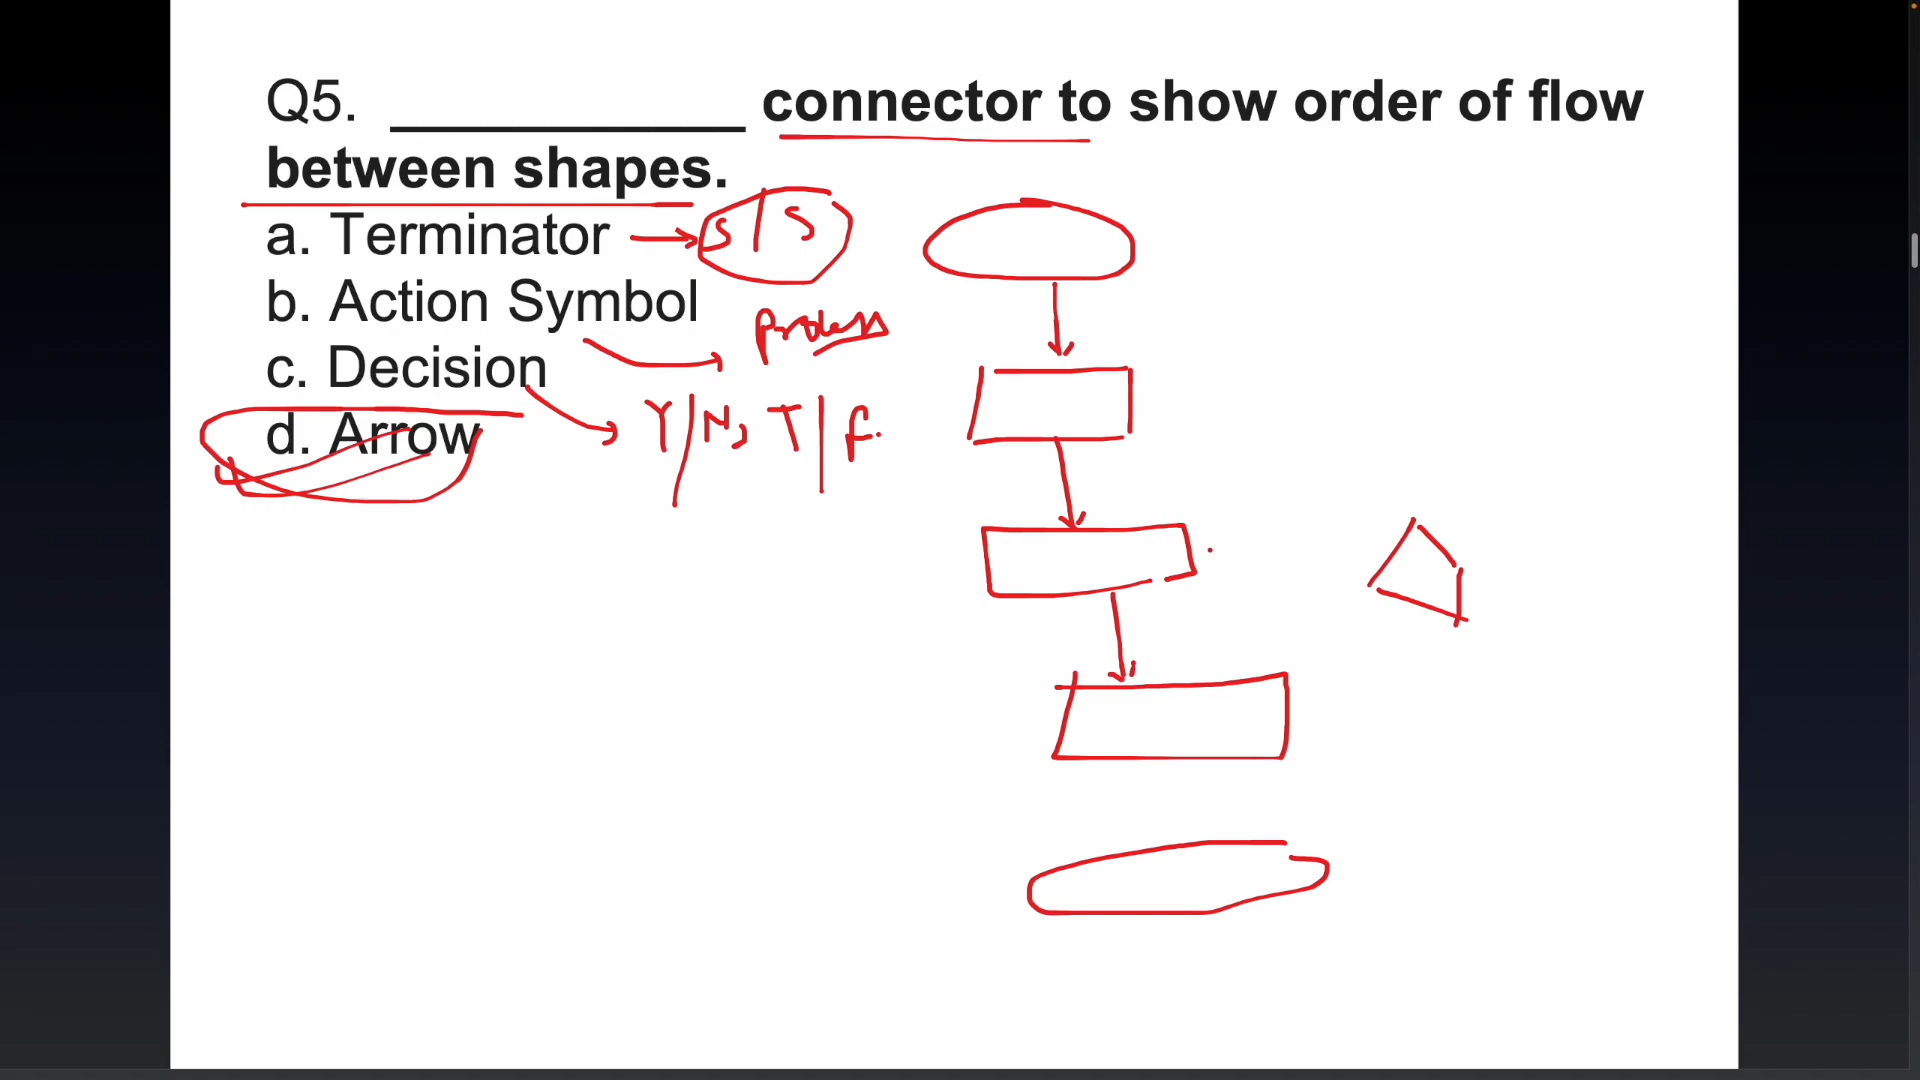 Q5. ____________ connector to show order of flow
between shapes.
a. Terminator → S/S
b. Action Symbol
Process
c. Decision
Y/N, T/F.
d. Arrow